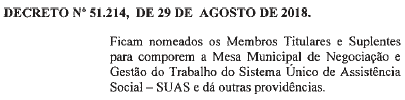 DECRETO Nº 51.214, DE 29 DE AGOSTO DE 2018.
Ficam nomeados os Membros Titulares e Suplentes
para comporem a Mesa Municipal de Negociação e
Gestão do Trabalho do Sistema Único de Assistência
Social – SUAS e dá outras providências.